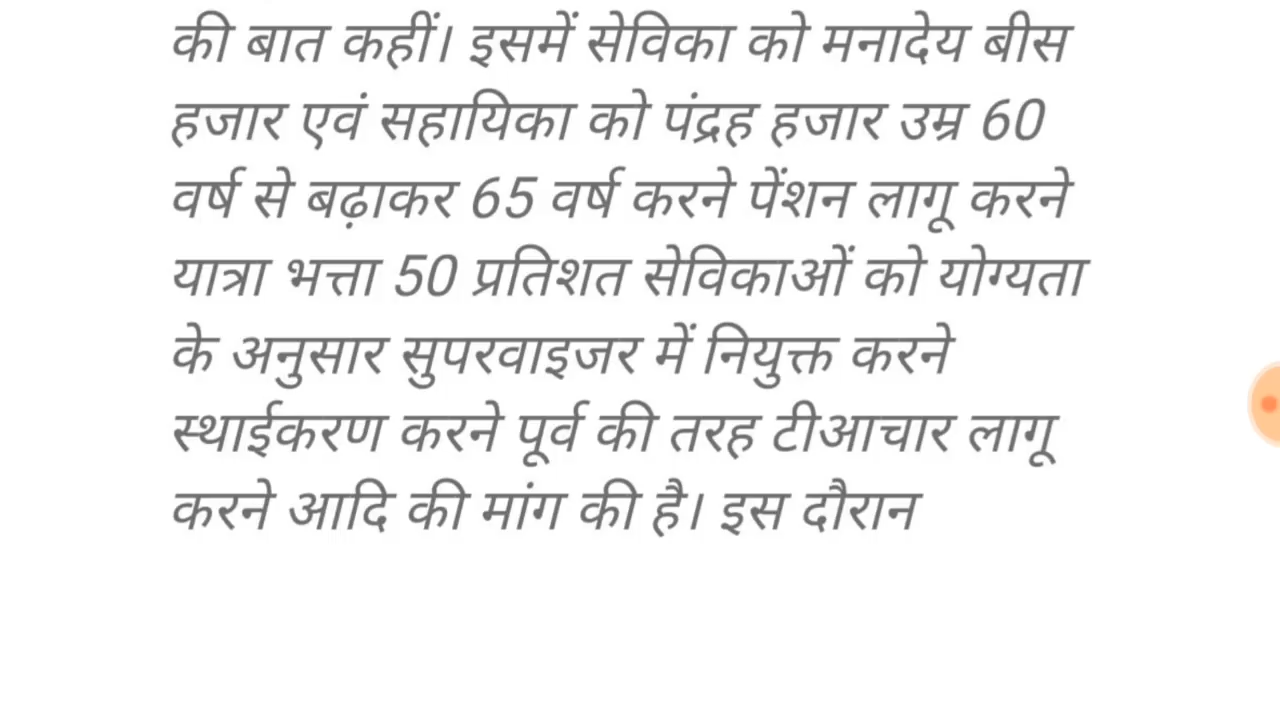 की बात कहीं। इसमें सेविका को मनादेय बीस
हजार एवं सहायिका को पंद्रह हजार उम्र 60
वर्ष से बढ़ाकर 65 वर्ष करने पेंशन लागू करने
यात्रा भत्ता 50 प्रतिशत सेविकाओं को योग्यता
के अनुसार सुपरवाइजर में नियुक्त करने
स्थाईकरण करने पूर्व की तरह टीआचार लागू
करने आदि की मांग की है। इस दौरान